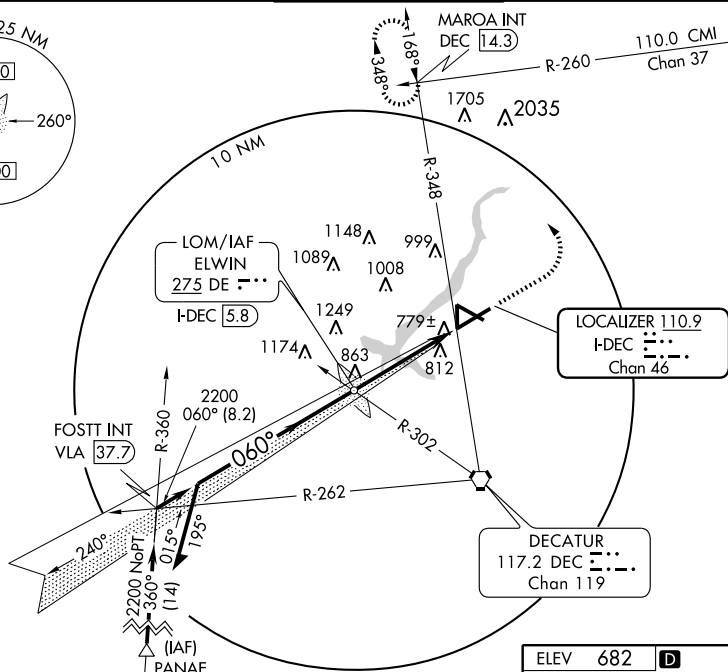 25 NM
260°
MAROA INT
DEC 14.3
168°
348°
R-260
110.0 CMI
Chan 37
1705
2035
10 NM
R-348
1148
999
1089
1008
LOM/IAF
ELWIN
275 DE
I-DEC 5.8
1249
779±
1174
863
812
LOCALIZER 110.9
I-DEC
Chan 46
2200
060° (8.2)
FOSTT INT
VLA 37.7
R-360
060°
R-302
R-262
240°
015°
195°
DECATUR
117.2 DEC
Chan 119
2200 NoPT
360°
(14)
(IAF)
PANAF
ELEV 682 D